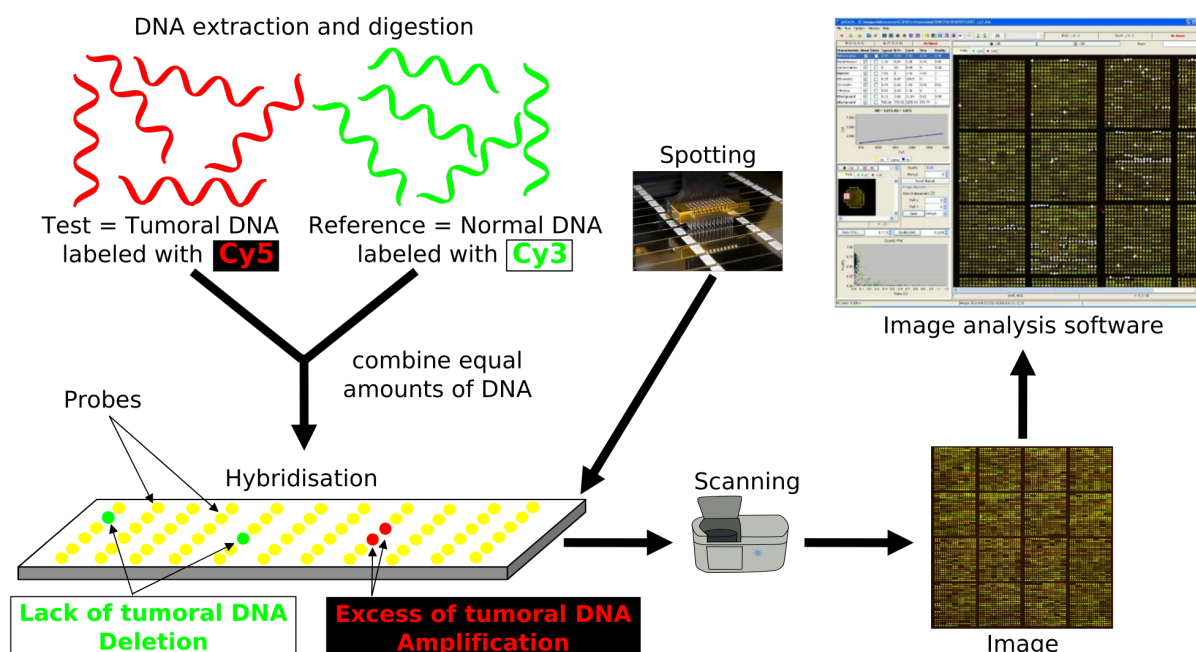 DNA extraction and digestion
Test = Tumoral DNA
labeled with Cy5
Reference = Normal DNA
labeled with Cy3
Spotting
combine equal
amounts of DNA
Probes
Hybridisation
Lack of tumoral DNA
Deletion
Excess of tumoral DNA
Amplification
Scanning
Image
Image analysis software